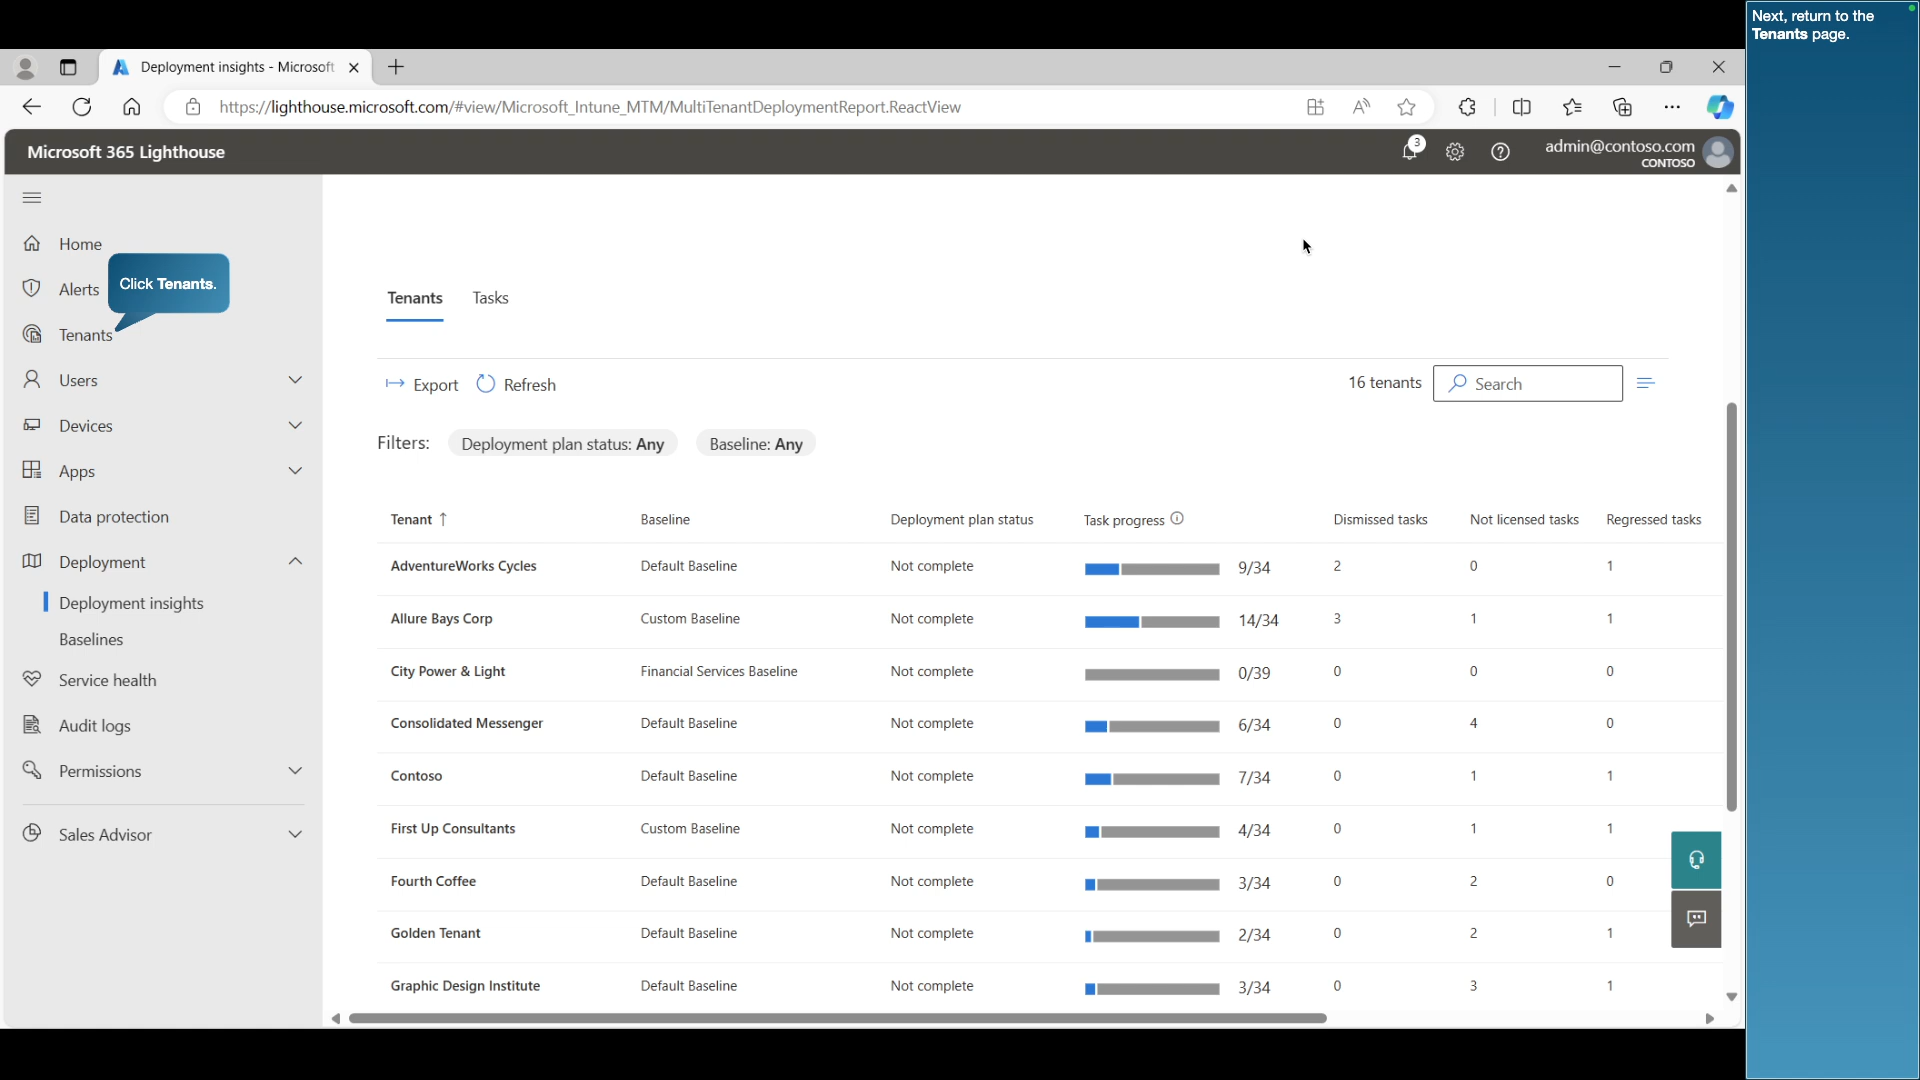 Next, return to the
Tenants page.
Deployment insights - Microsoft
https://lighthouse.microsoft.com/#view/Microsoft_Intune_MTM/MultiTenantDeploymentReport.ReactView
Microsoft 365 Lighthouse
3
admin@contoso.com
CONTOSO
Home
Alerts
Click Tenants.
Tenants
Users
Devices
Apps
Data protection
Deployment
Deployment insights
Baselines
Service health
Audit logs
Permissions
Sales Advisor
Tenants Tasks
Export Refresh 16 tenants Search
Filters: Deployment plan status: Any Baseline: Any
Tenant ↑ Baseline Deployment plan status Task progress Dismissed tasks Not licensed tasks Regressed tasks
AdventureWorks Cycles Default Baseline Not complete 9/34 2 0 1
Allure Bays Corp Custom Baseline Not complete 14/34 3 1 1
City Power & Light Financial Services Baseline Not complete 0/39 0 0 0
Consolidated Messenger Default Baseline Not complete 6/34 0 4 0
Contoso Default Baseline Not complete 7/34 0 1 1
First Up Consultants Custom Baseline Not complete 4/34 0 1 1
Fourth Coffee Default Baseline Not complete 3/34 0 2 0
Golden Tenant Default Baseline Not complete 2/34 0 2 1
Graphic Design Institute Default Baseline Not complete 3/34 0 3 1